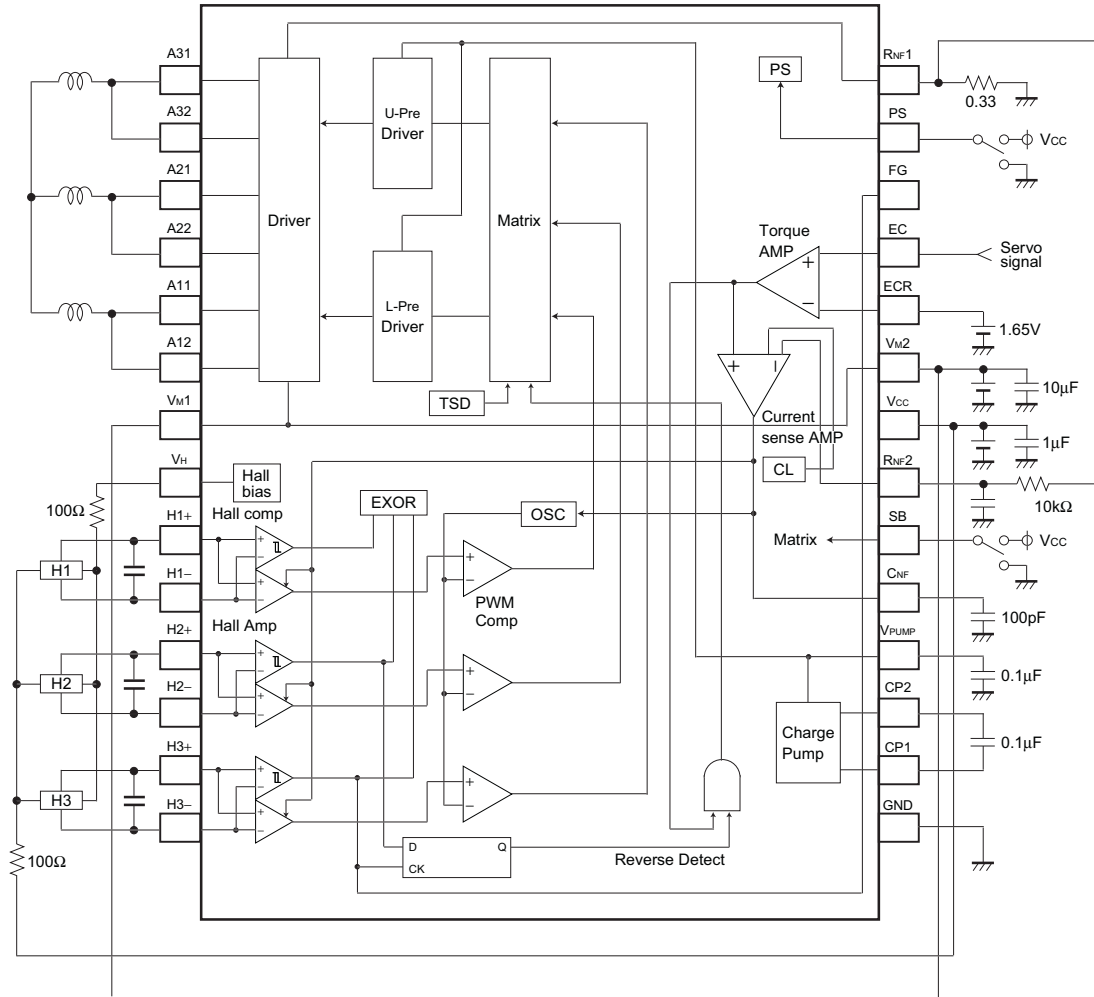 A31
A32
A21
A22
A11
A12
VM1
VH
H1+
H1−
H2+
H2−
H3+
H3−
100Ω
H1
H2
H3
100Ω
Driver
U-Pre
Driver
L-Pre
Driver
Matrix
TSD
Hall
bias
Hall comp
EXOR
Hall Amp
+
−
+
−
+
−
+
−
+
−
+
−
OSC
+
−
+
−
+
−
PWM
Comp
D
Q
CK
Reverse Detect
PS
Torque
AMP
+
−
+
−
Current
sense AMP
CL
Matrix
Charge
Pump
RNF1
PS
FG
EC
ECR
VM2
VCC
RNF2
SB
CNF
VPUMP
CP2
CP1
GND
0.33
VCC
Servo
signal
1.65V
10µF
1µF
10kΩ
VCC
100pF
0.1µF
0.1µF